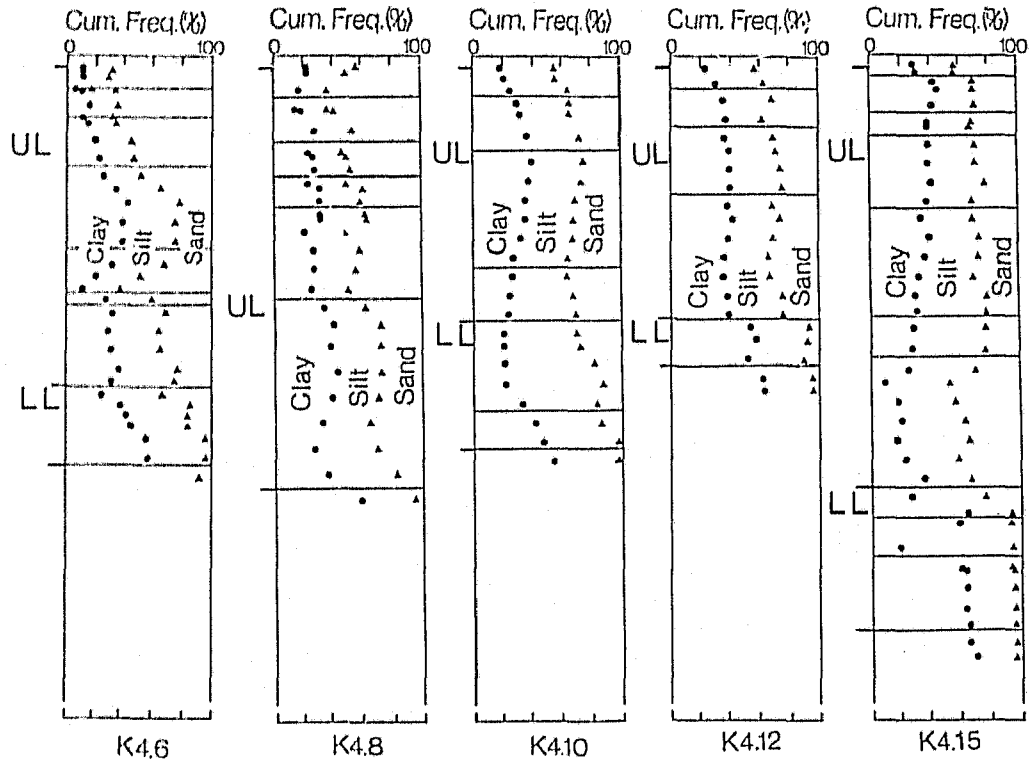 Cum. Freq.(%) Cum. Freq.(%) Cum. Freq.(%) Cum. Freq.(%) Cum. Freq.(%)
0 100 0 100 0 100 0 100 0 100
UL
Clay Silt Sand
LL
UL
Clay Silt Sand
UL
Clay Silt Sand
LL
UL
Clay Silt Sand
LL
UL
Clay Silt Sand
LL
K4.6 K4.8 K4.10 K4.12 K4.15